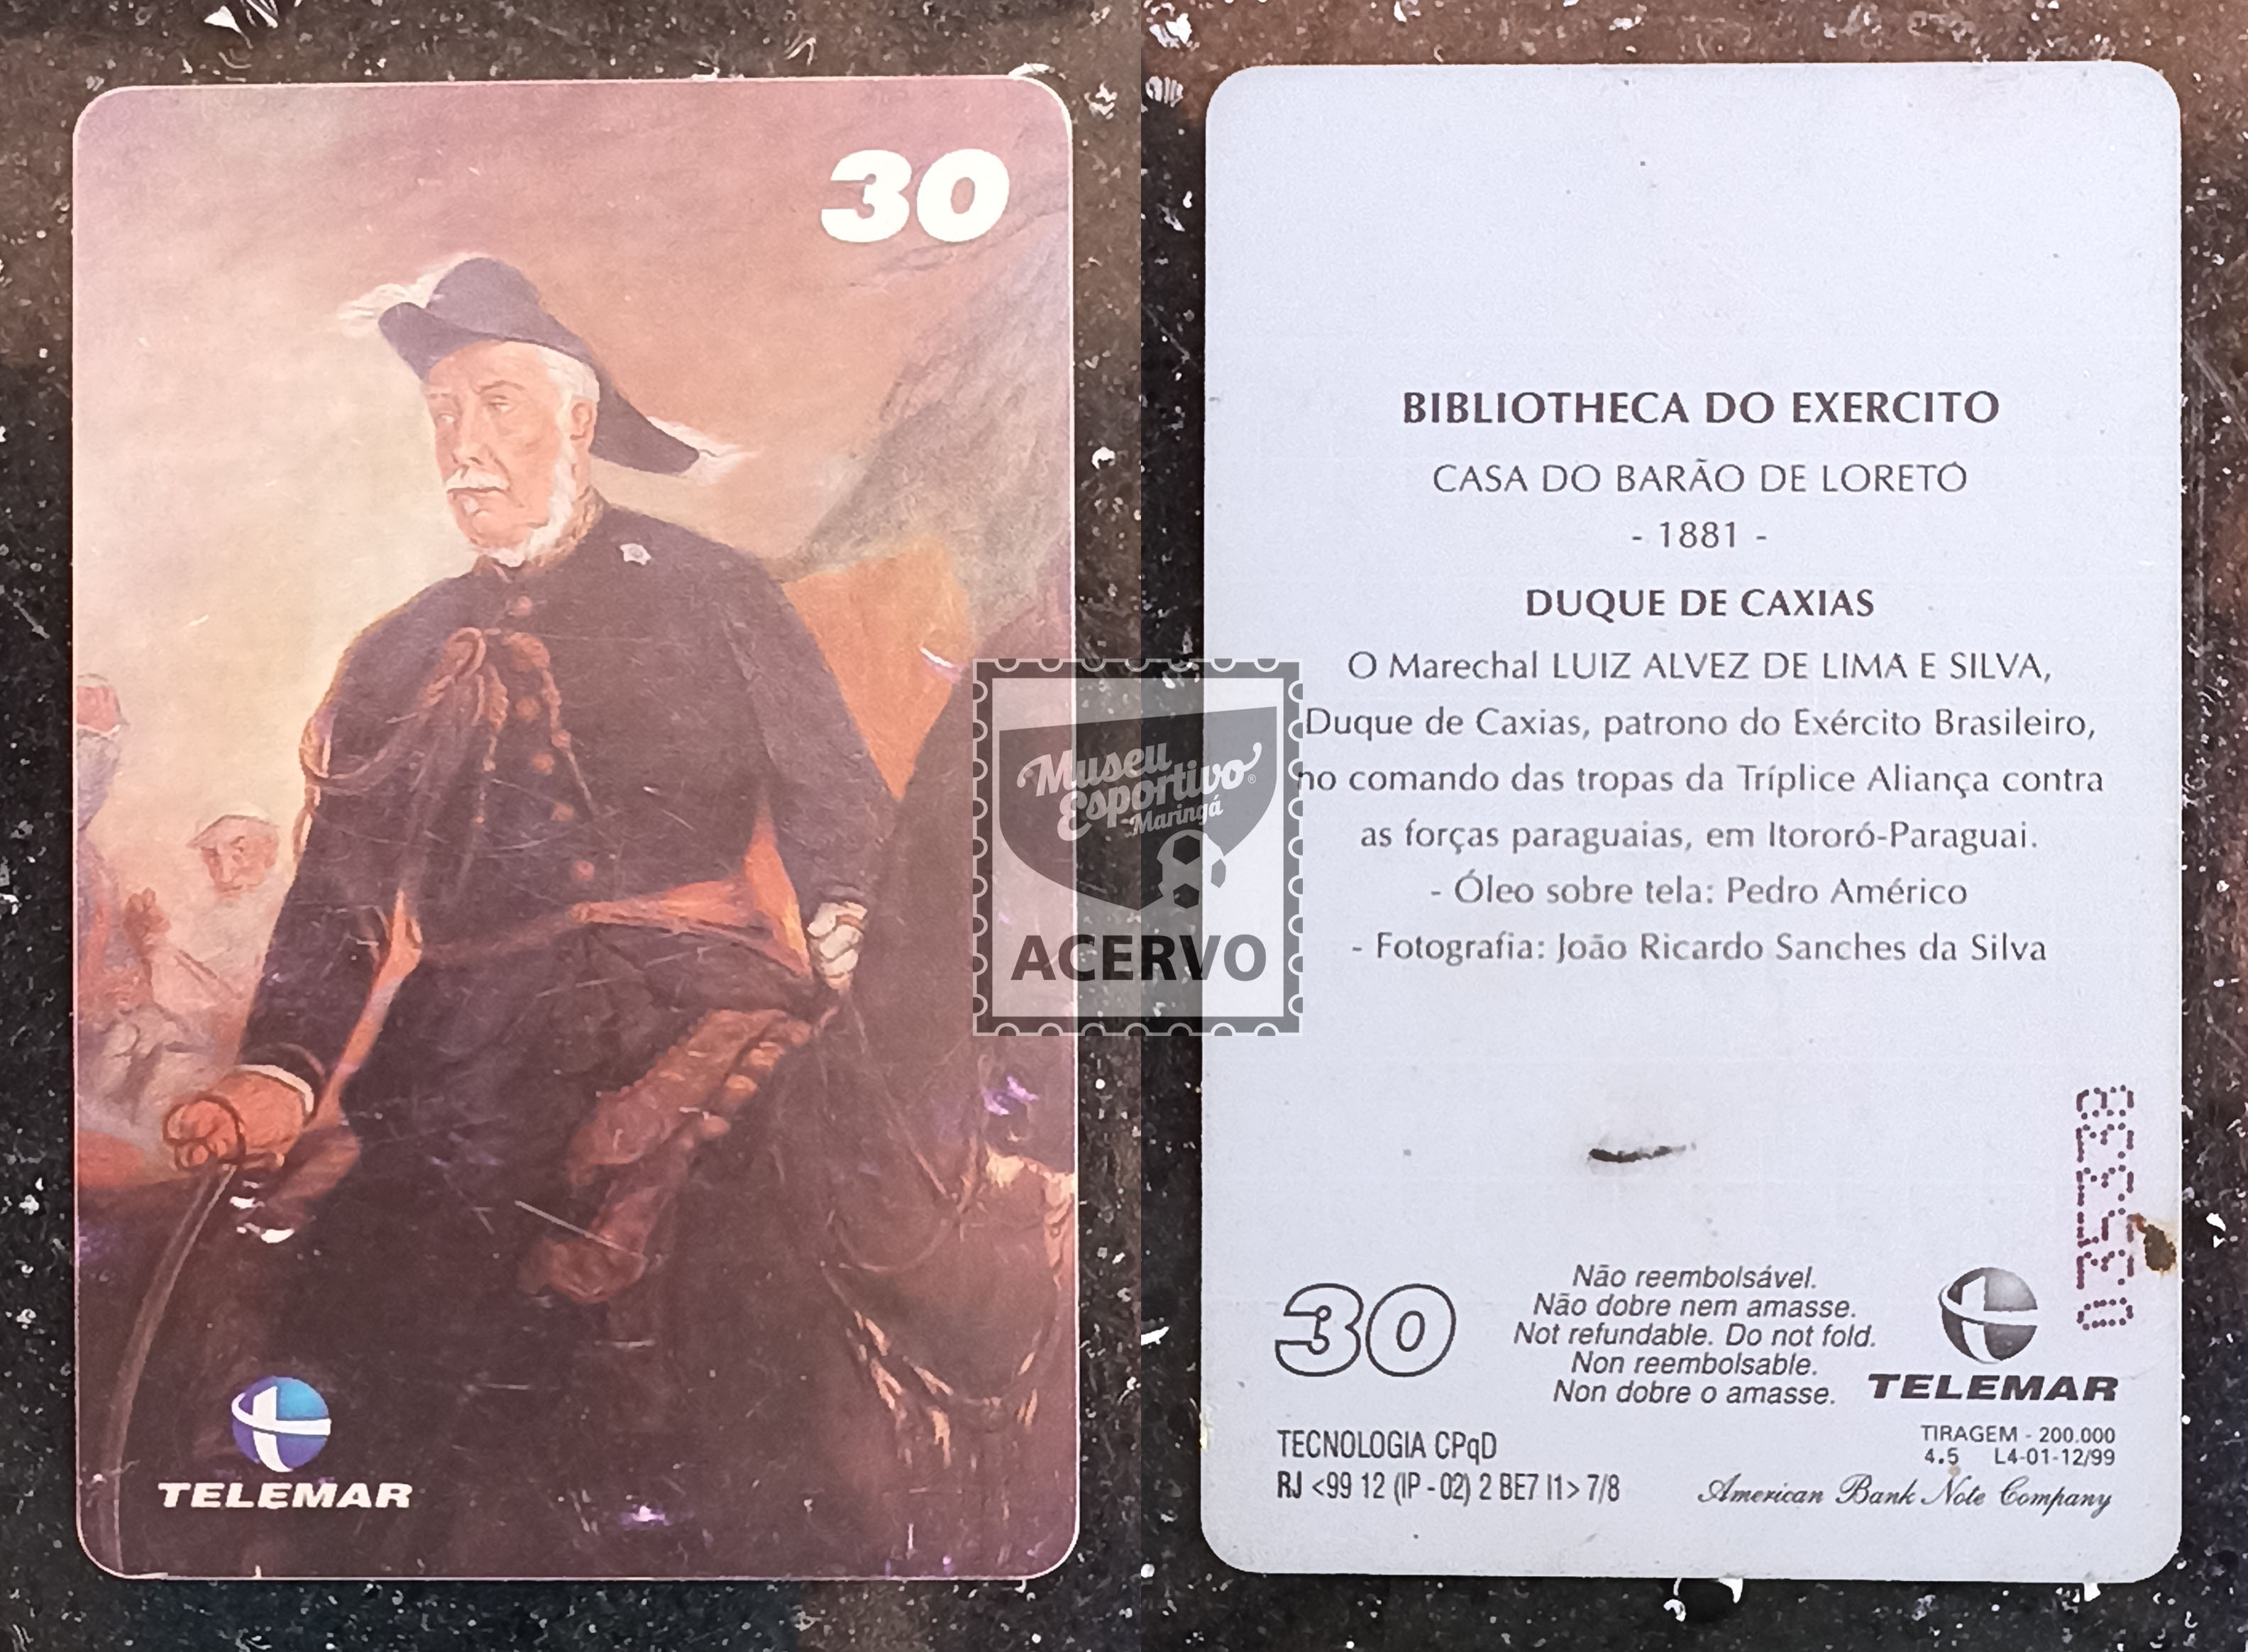 30
TELEMAR
Museu
Esportivo
Maringá
ACERVO
BIBLIOTHECA DO EXERCITO
CASA DO BARÃO DE LORETO
- 1881 -
DUQUE DE CAXIAS
O Marechal LUIZ ALVEZ DE LIMA E SILVA,
Duque de Caxias, patrono do Exército Brasileiro,
no comando das tropas da Tríplice Aliança contra
as forças paraguaias, em Itororó-Paraguai.
- Óleo sobre tela: Pedro Américo
- Fotografia: João Ricardo Sanches da Silva
30
Não reembolsável.
Não dobre nem amasse.
Not refundable. Do not fold.
Non reembolsable.
Non dobre o amasse.
TELEMAR
TECNOLOGIA CPqD
RJ <99 12 (IP - 02) 2 BE7 I1> 7/8
TIRAGEM - 200.000
4.5 L4-01-12/99
American Bank Note Company